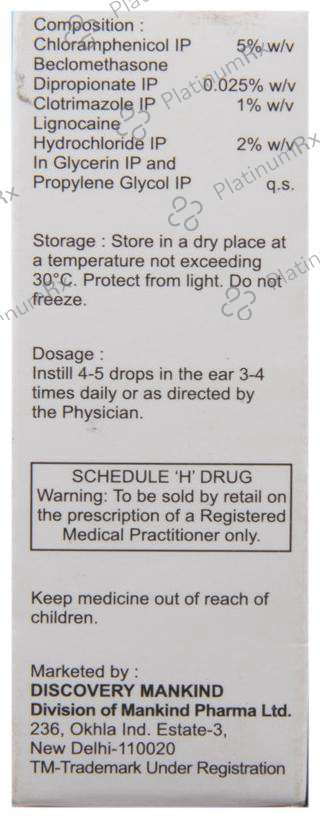 Composition :
Chloramphenicol IP 5% w/v
Beclomethasone
Dipropionate IP 0.025% w/v
Clotrimazole IP 1% w/v
Lignocaine
Hydrochloride IP 2% w/v
In Glycerin IP and
Propylene Glycol IP q.s.
Storage : Store in a dry place at
a temperature not exceeding
30°C. Protect from light. Do not
freeze.
Dosage :
Instill 4-5 drops in the ear 3-4
times daily or as directed by
the Physician.
SCHEDULE ‘H’ DRUG
Warning: To be sold by retail on
the prescription of a Registered
Medical Practitioner only.
Keep medicine out of reach of
children.
Marketed by :
DISCOVERY MANKIND
Division of Mankind Pharma Ltd.
236, Okhla Ind. Estate-3,
New Delhi-110020
TM-Trademark Under Registration
PlatinumRx
PlatinumRx